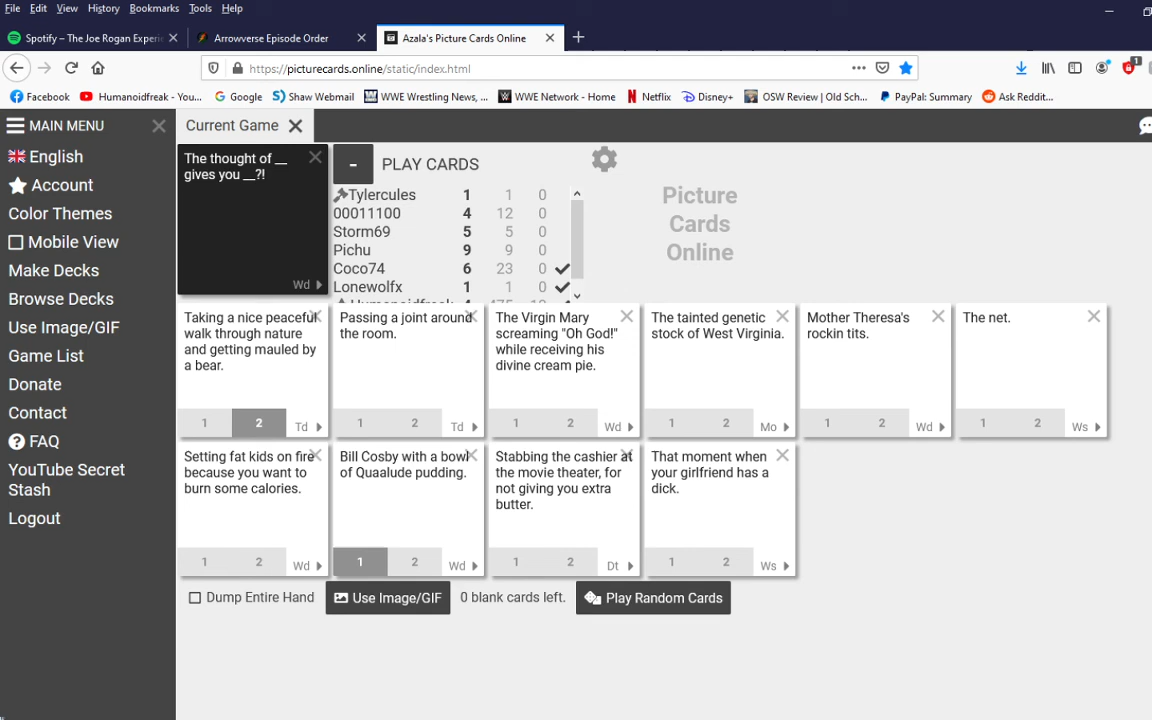 File Edit View History Bookmarks Tools Help
Spotify – The Joe Rogan Experi
Arrowverse Episode Order
Azala's Picture Cards Online
https://picturecards.online/static/index.html
Facebook
Humanoidfreak - You...
Google
Shaw Webmail
WWE Wrestling News, ...
WWE Network - Home
Netflix
Disney+
OSW Review | Old Sch...
PayPal: Summary
Ask Reddit...
MAIN MENU
English
Account
Color Themes
Mobile View
Make Decks
Browse Decks
Use Image/GIF
Game List
Donate
Contact
FAQ
YouTube Secret
Stash
Logout
Current Game
The thought of __
gives you __?!
Wd
- PLAY CARDS
Tylercules 1 1 0
00011100 4 12 0
Storm69 5 5 0
Pichu 9 9 0
Coco74 6 23 0
Lonewolfx 1 1 0
Humanoidfreak 4
Picture
Cards
Online
Taking a nice peaceful
walk through nature
and getting mauled by
a bear.
1 2 Td
Passing a joint around
the room.
1 2 Td
The Virgin Mary
screaming "Oh God!"
while receiving his
divine cream pie.
1 2 Wd
The tainted genetic
stock of West Virginia.
1 2 Mo
Mother Theresa's
rockin tits.
1 2 Wd
The net.
1 2 Ws
Setting fat kids on fire
because you want to
burn some calories.
1 2 Wd
Bill Cosby with a bowl
of Quaalude pudding.
1 2 Wd
Stabbing the cashier at
the movie theater, for
not giving you extra
butter.
1 2 Dt
That moment when
your girlfriend has a
dick.
1 2 Ws
Dump Entire Hand
Use Image/GIF
0 blank cards left.
Play Random Cards